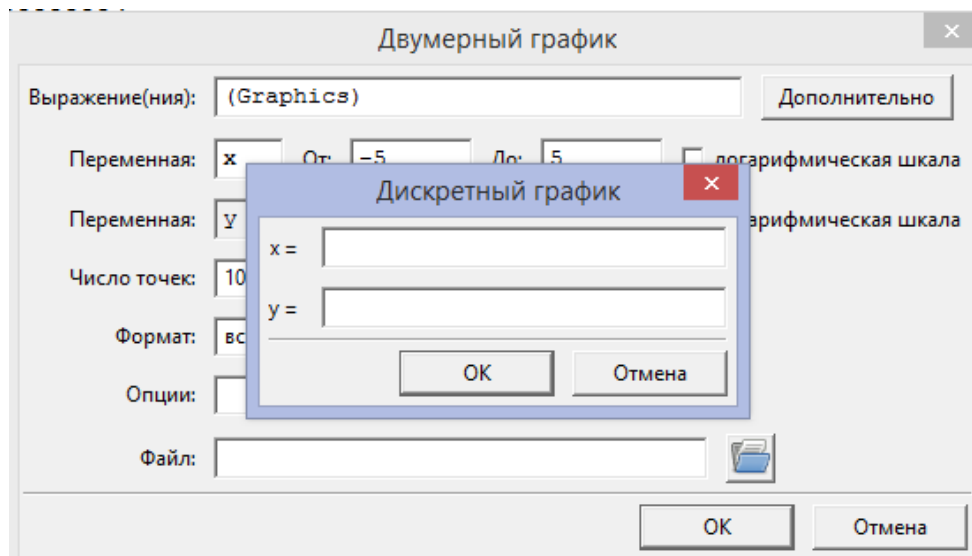 Двумерный график
Выражение(ния): (Graphics) Дополнительно
Переменная: x От: -5 До: 5 логарифмическая шкала
Дискретный график
Переменная: y арифмическая шкала
x =
Число точек: 10
y =
Формат: вс
OK Отмена
Опции:
Файл:
OK Отмена